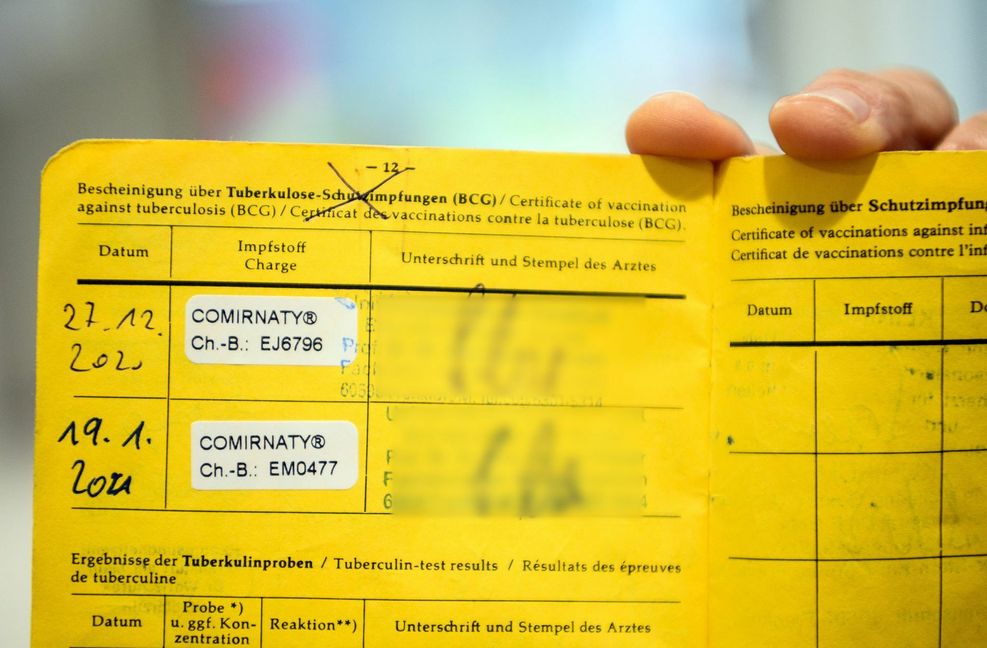 – 12 –
Bescheinigung über Tuberkulose-Schutzimpfungen (BCG) / Certificate of vaccination
against tuberculosis (BCG) / Certificat des vaccinations contre la tuberculose (BCG).
Datum
Impfstoff
Charge
Unterschrift und Stempel des Arztes
27.12.
2020
COMIRNATY®
Ch.-B.: EJ6796
19.1.
2021
COMIRNATY®
Ch.-B.: EM0477
Ergebnisse der Tuberkulinproben / Tuberculin-test results / Résultats des épreuves
de tuberculine
Datum
Probe *)
u. ggf. Kon-
zentration
Reaktion**)
Unterschrift und Stempel des Arztes
Bescheinigung über Schutzimpfung
Certificate of vaccinations against inf
Certificat de vaccinations contre l'inf
Datum
Impfstoff
Do